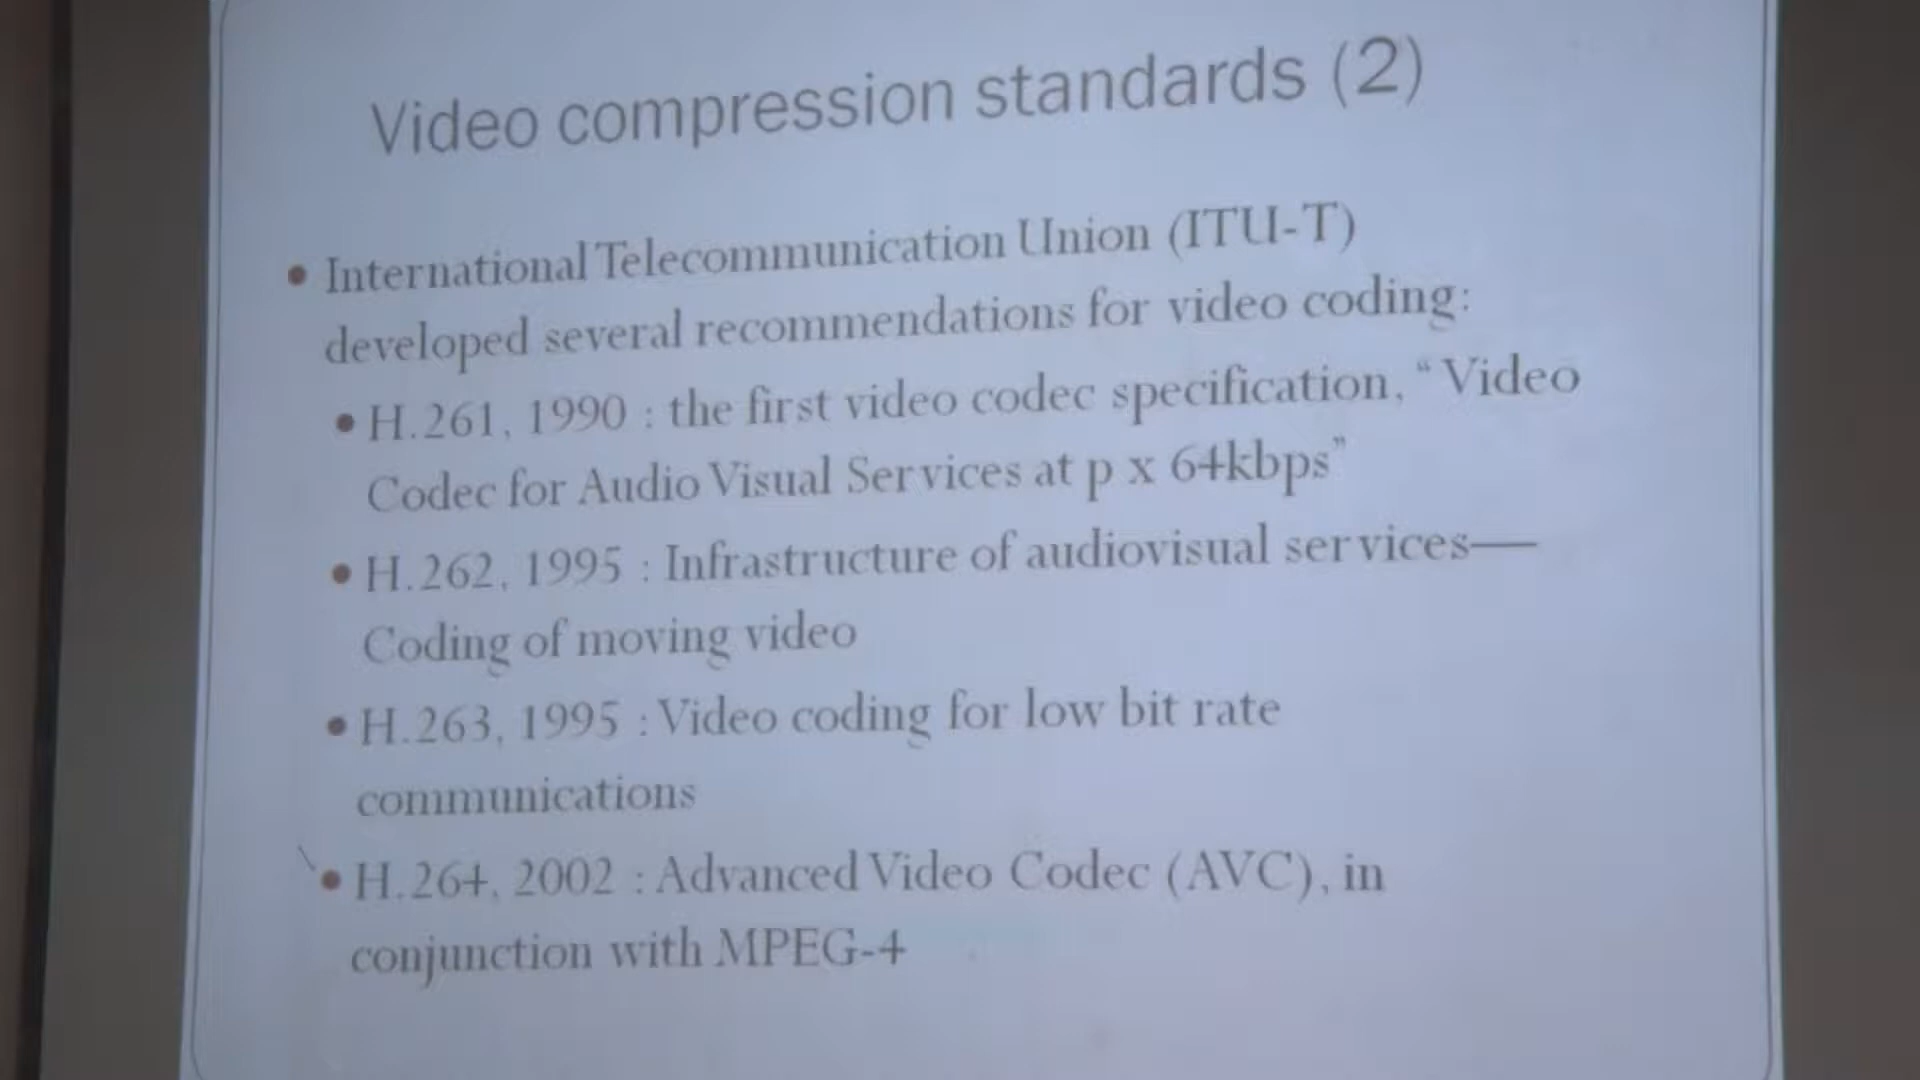 Video compression standards (2)
• International Telecommunication Union (ITU-T)
developed several recommendations for video coding:
• H.261, 1990 : the first video codec specification, “Video
Codec for Audio Visual Services at p x 64kbps”
• H.262, 1995 : Infrastructure of audiovisual services—
Coding of moving video
• H.263, 1995 : Video coding for low bit rate
communications
• H.264, 2002 : Advanced Video Codec (AVC), in
conjunction with MPEG-4